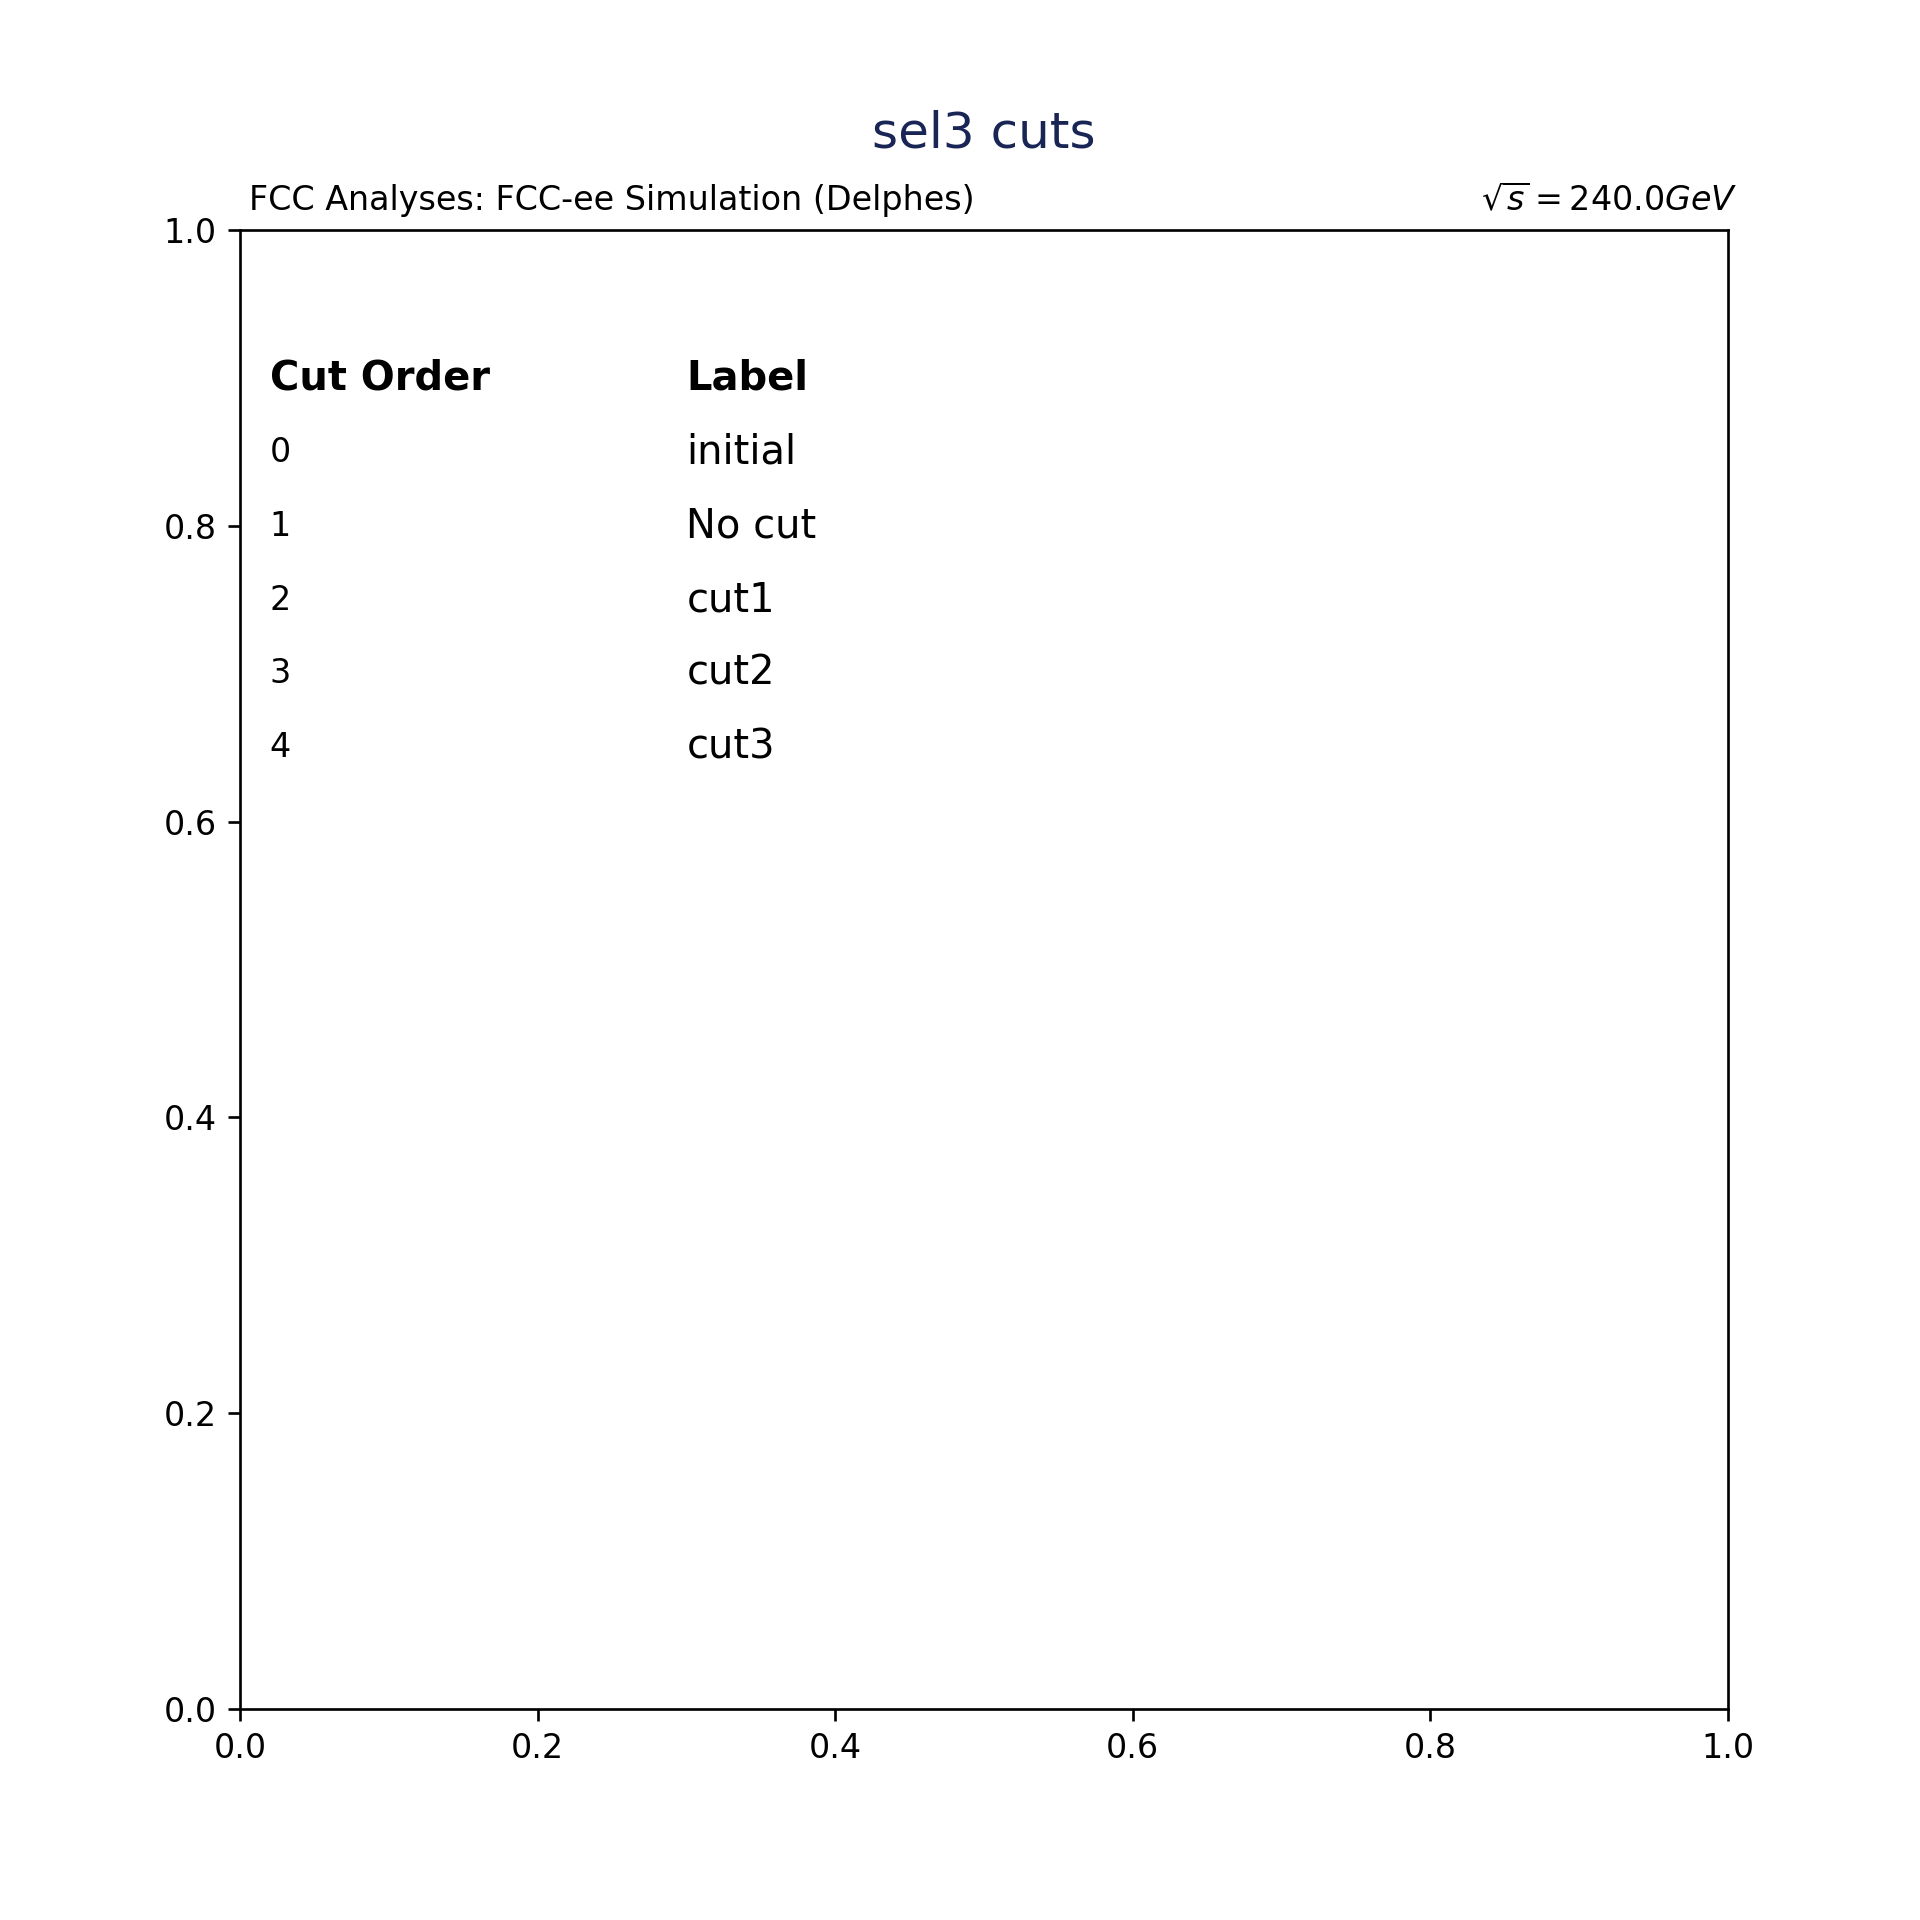 sel3 cuts
FCC Analyses: FCC-ee Simulation (Delphes) √s = 240.0GeV
1.0
Cut Order Label
0 initial
0.8 1 No cut
2 cut1
3 cut2
4 cut3
0.6
0.4
0.2
0.0
0.0 0.2 0.4 0.6 0.8 1.0